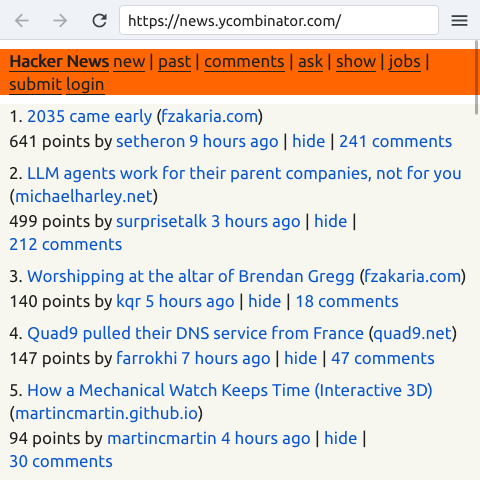 https://news.ycombinator.com/
Hacker News new | past | comments | ask | show | jobs |
submit login
1. 2035 came early (fzakaria.com)
641 points by setheron 9 hours ago | hide | 241 comments
2. LLM agents work for their parent companies, not for you
(michaelharley.net)
499 points by surprisetalk 3 hours ago | hide |
212 comments
3. Worshipping at the altar of Brendan Gregg (fzakaria.com)
140 points by kqr 5 hours ago | hide | 18 comments
4. Quad9 pulled their DNS service from France (quad9.net)
147 points by farrokhi 7 hours ago | hide | 47 comments
5. How a Mechanical Watch Keeps Time (Interactive 3D)
(martincmartin.github.io)
94 points by martincmartin 4 hours ago | hide |
30 comments